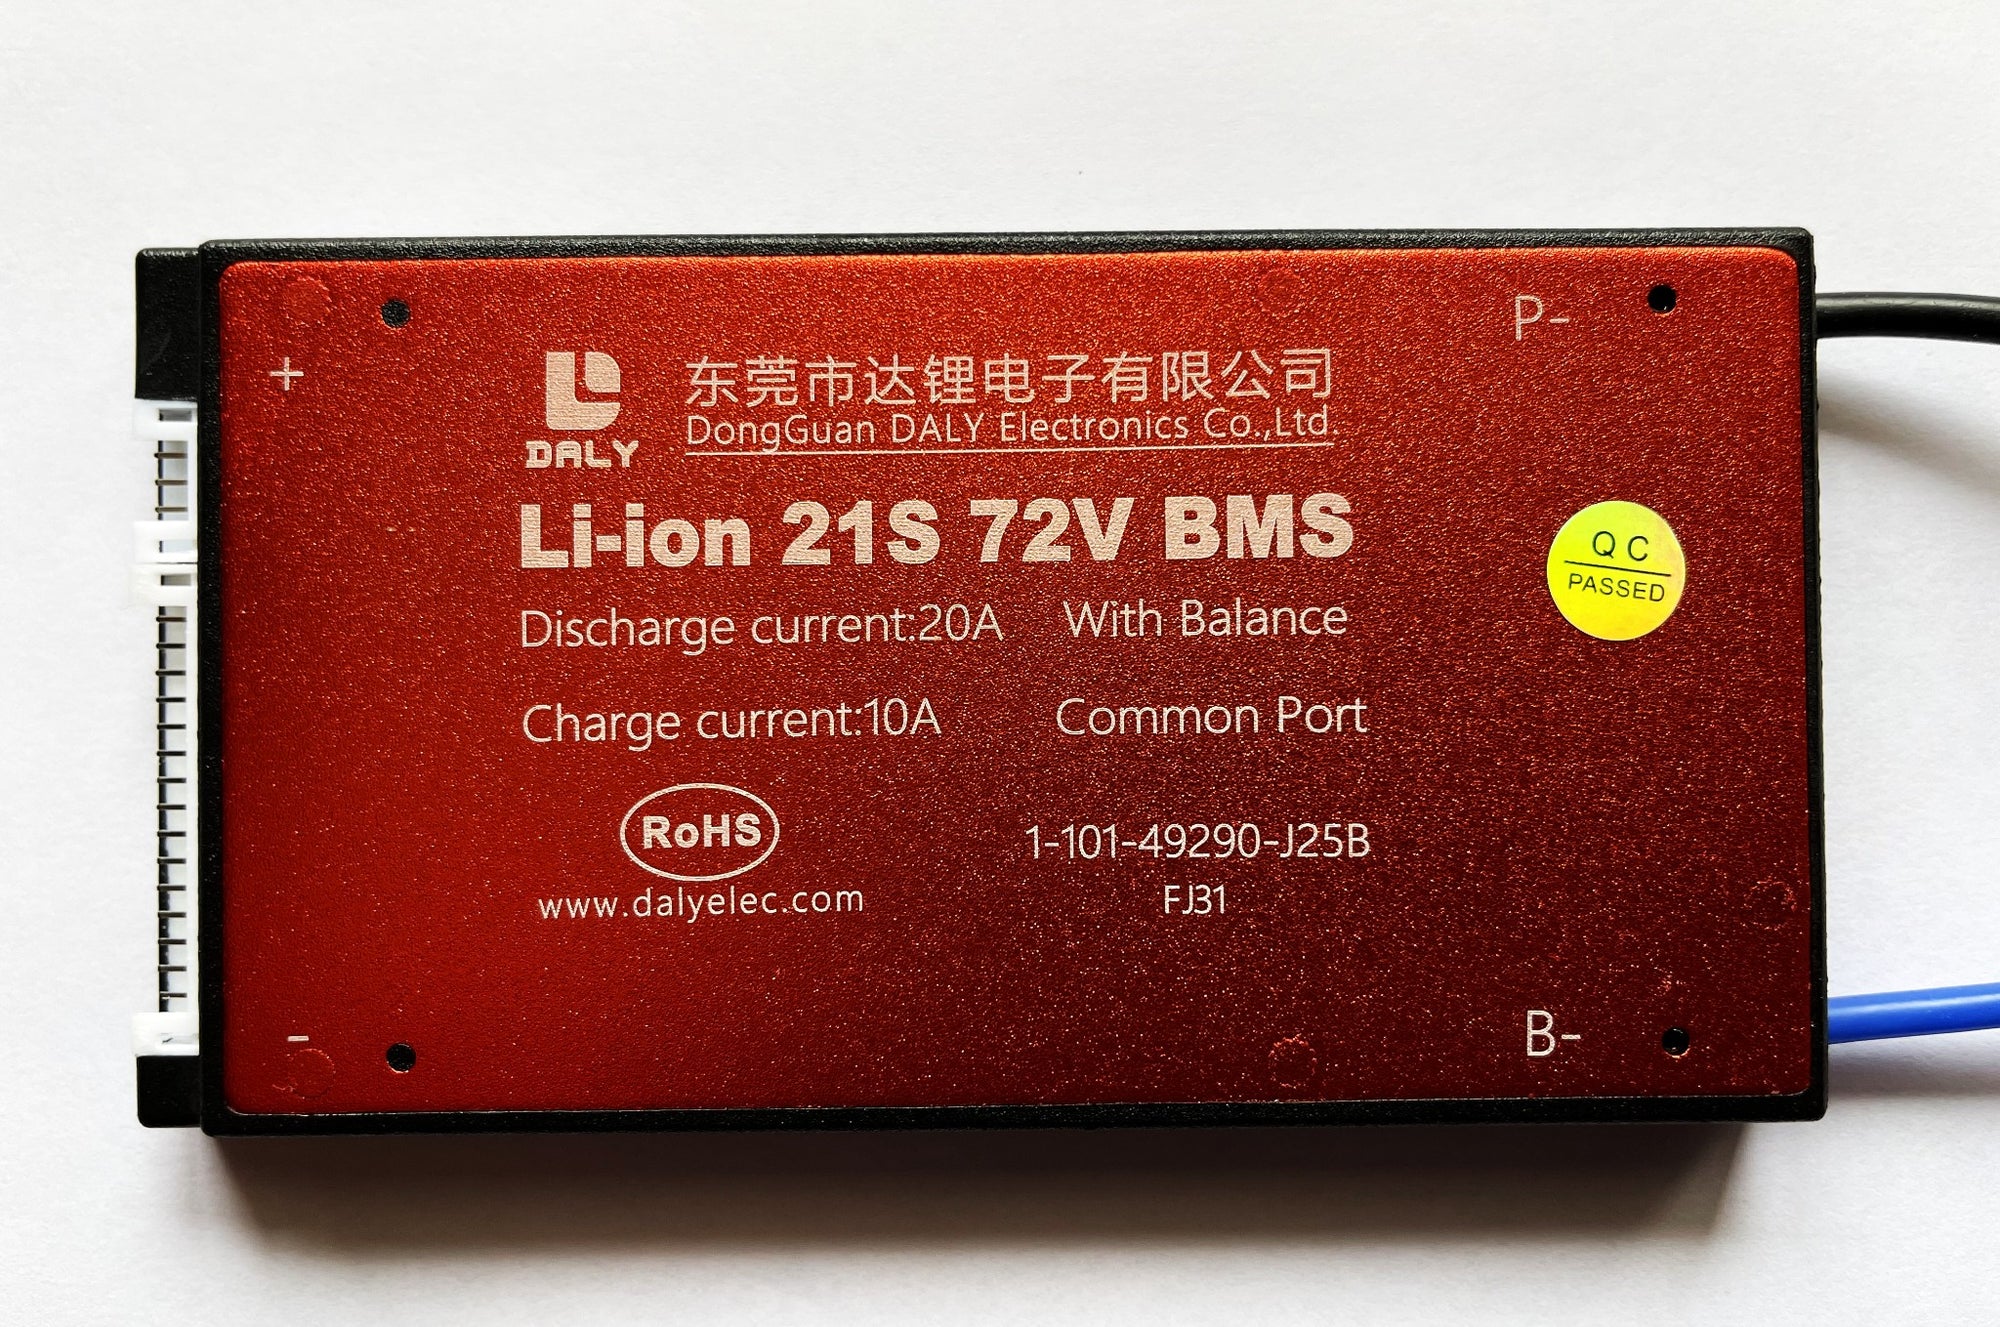 P-
+
东莞市达锂电子有限公司
DongGuan DALY Electronics Co.,Ltd.
DALY
Li-ion 21S 72V BMS
QC
PASSED
Discharge current:20A With Balance
Charge current:10A Common Port
RoHS
1-101-49290-J25B
www.dalyelec.com
FJ31
-
B-